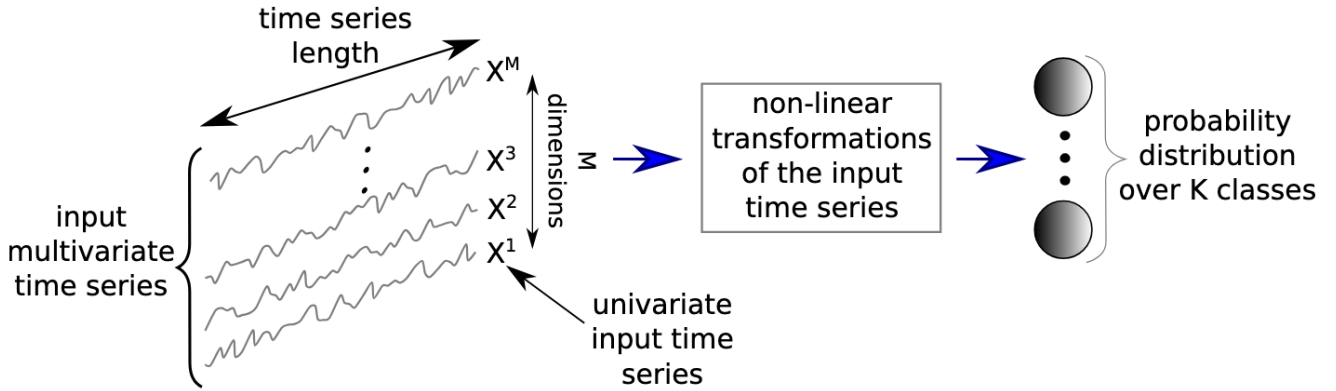 time series
length
X^M
X^3
X^2
X^1
M
dimensions
input
multivariate
time series
univariate
input time
series
non-linear
transformations
of the input
time series
probability
distribution
over K classes